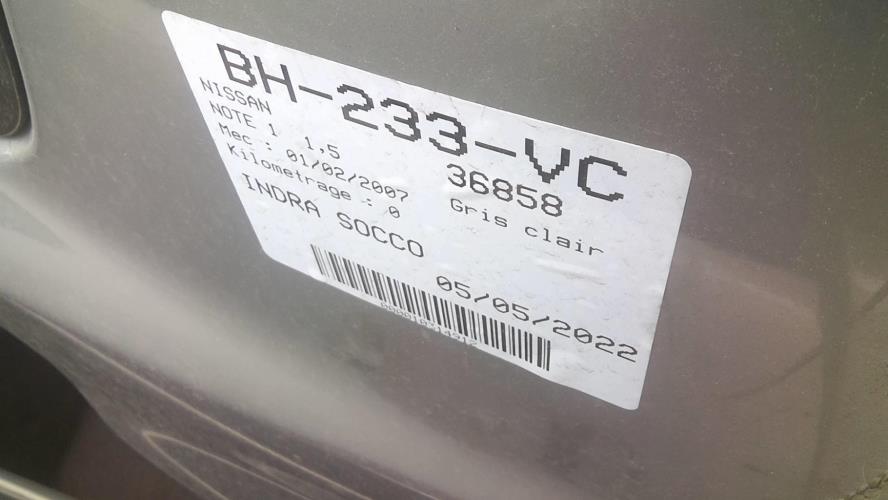 BH-233-VC
NISSAN
NOTE 1 1,5 36858
Mec : 01/02/2007 Gris clair
Kilometrage : 0
INDRA SOCCO 05/05/2022